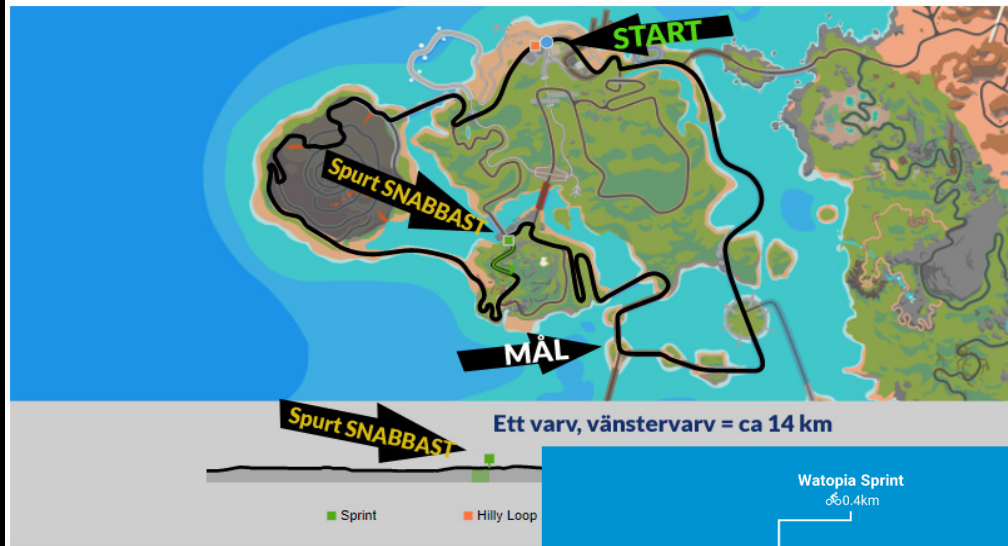 START
Spurt SNABBAST
MÅL
Spurt SNABBAST
Ett varv, vänstervarv = ca 14 km
Watopia Sprint
0.4km
Sprint
Hilly Loop